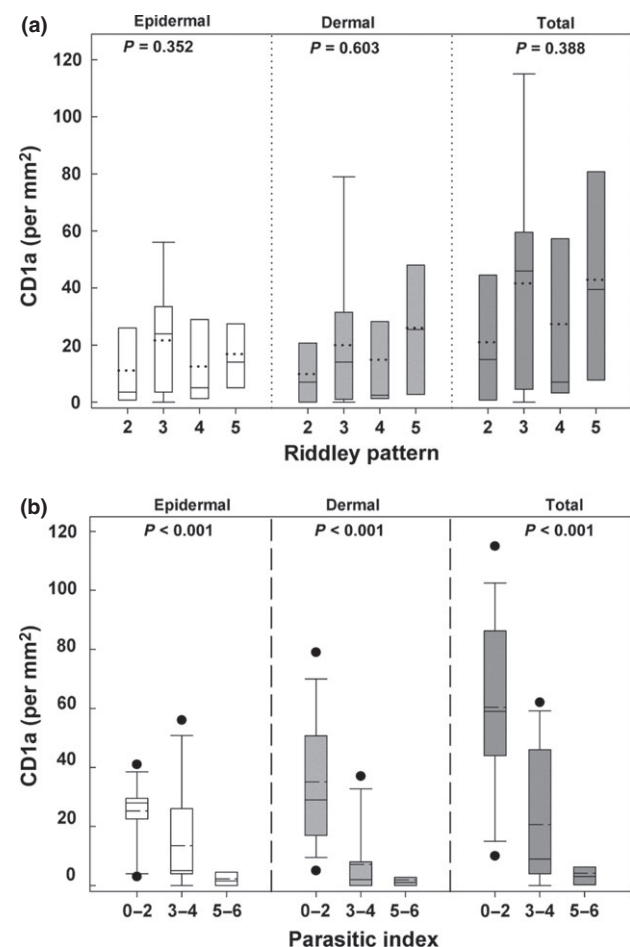 (a)
Epidermal Dermal Total
P = 0.352 P = 0.603 P = 0.388
120
100
80
60
40
20
0
CD1a (per mm²)
2 3 4 5 2 3 4 5 2 3 4 5
Riddley pattern
(b)
Epidermal Dermal Total
P < 0.001 P < 0.001 P < 0.001
120
100
80
60
40
20
0
CD1a (per mm²)
0–2 3–4 5–6 0–2 3–4 5–6 0–2 3–4 5–6
Parasitic index